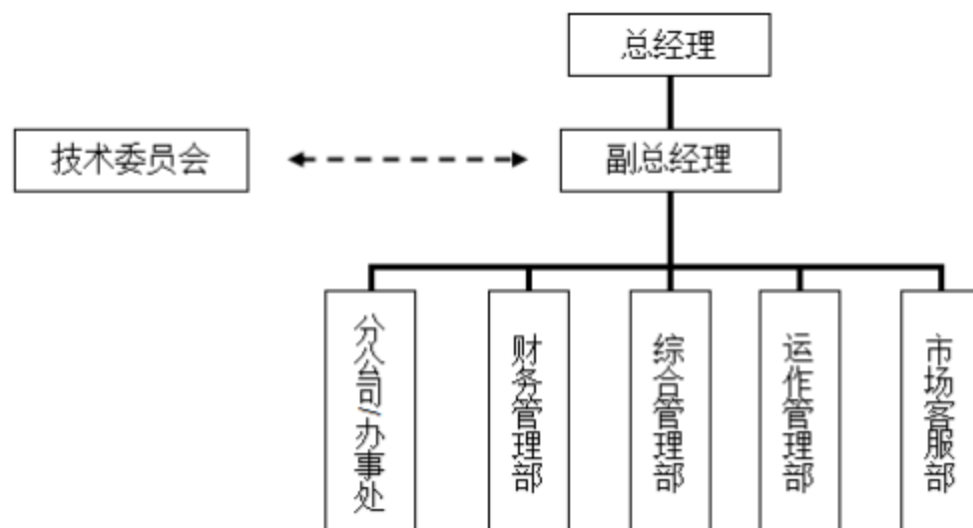 总经理
技术委员会
副总经理
分公司/办事处
财务管理部
综合管理部
运作管理部
市场客服部